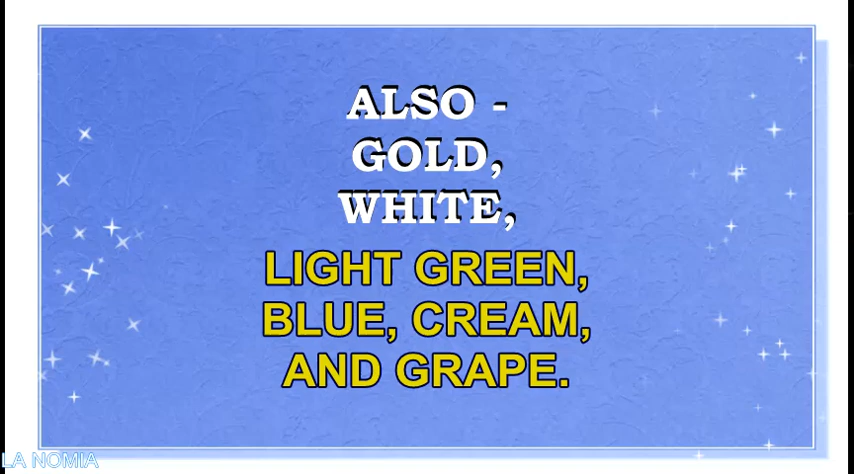 ALSO -
GOLD,
WHITE,
LIGHT GREEN,
BLUE, CREAM,
AND GRAPE.
LA NOMIA